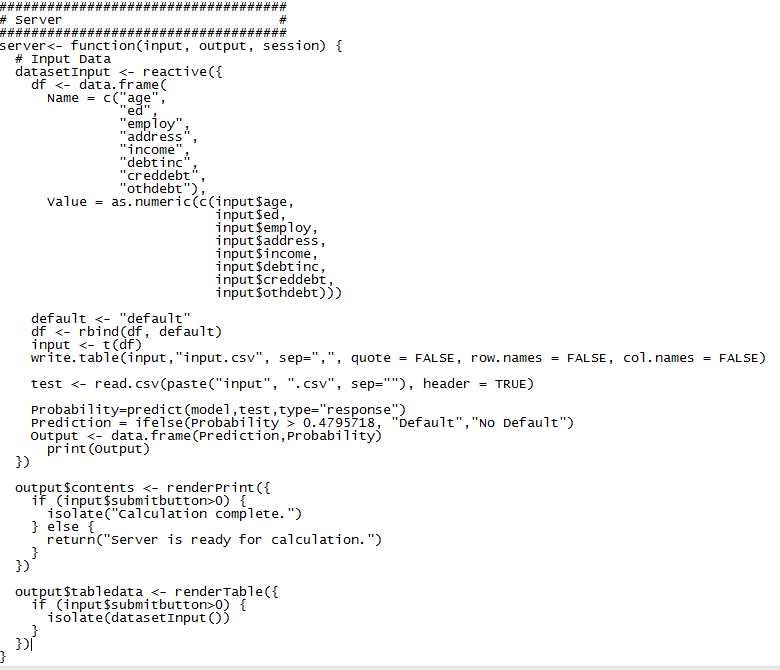 ####################################
# Server                           #
####################################
server<- function(input, output, session) {
  # Input Data
  datasetInput <- reactive({
    df <- data.frame(
      Name = c("age",
               "ed",
               "employ",
               "address",
               "income",
               "debtinc",
               "creddebt",
               "othdebt"),
      Value = as.numeric(c(input$age,
                           input$ed,
                           input$employ,
                           input$address,
                           input$income,
                           input$debtinc,
                           input$creddebt,
                           input$othdebt)))

    default <- "default"
    df <- rbind(df, default)
    input <- t(df)
    write.table(input,"input.csv", sep=",", quote = FALSE, row.names = FALSE, col.names = FALSE)

    test <- read.csv(paste("input", ".csv", sep=""), header = TRUE)

    Probability=predict(model,test,type="response")
    Prediction = ifelse(Probability > 0.4795718, "Default","No Default")
    Output <- data.frame(Prediction,Probability)
      print(Output)
  })

  output$contents <- renderPrint({
    if (input$submitbutton>0) {
      isolate("Calculation complete.")
    } else {
      return("Server is ready for calculation.")
    }
  })

  output$tabledata <- renderTable({
    if (input$submitbutton>0) {
      isolate(datasetInput())
    }
  })
}